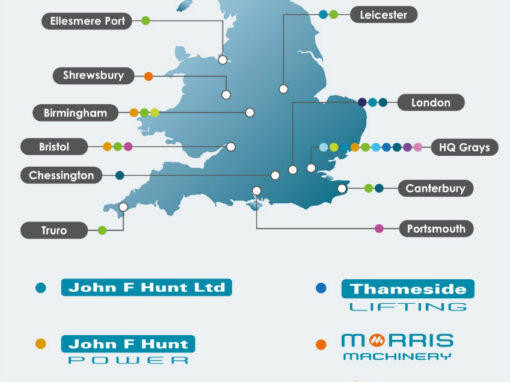 Ellesmere Port
Leicester
Shrewsbury
Birmingham
London
Bristol
HQ Grays
Chessington
Canterbury
Truro
Portsmouth
John F Hunt Ltd
Thameside
LIFTING
John F Hunt
POWER
MORRIS
MACHINERY